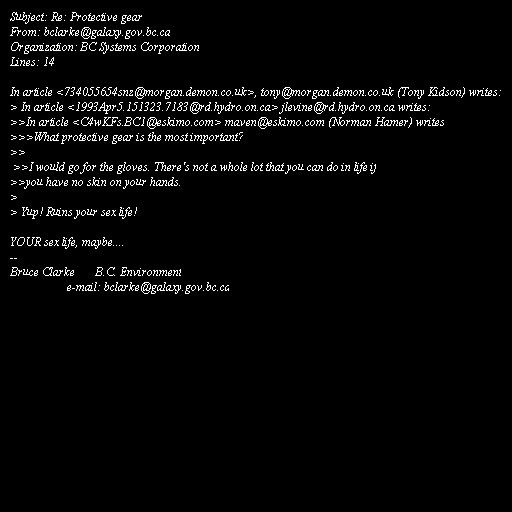 Subject: Re: Protective gear
From: bclarke@galaxy.gov.bc.ca
Organization: BC Systems Corporation
Lines: 14
In article <734055654snz@morgan.demon.co.uk>, tony@morgan.demon.co.uk (Tony Kidson) writes:
> In article <1993Apr5.151323.7183@rd.hydro.on.ca> jlevine@rd.hydro.on.ca writes:
>>In article <C4wKFs.BC1@eskimo.com> maven@eskimo.com (Norman Hamer) writes
>>>What protective gear is the most important?
>>
>>I would go for the gloves. There's not a whole lot that you can do in life if
>>you have no skin on your hands.
>
> Yup! Ruins your sex life!
YOUR sex life, maybe....
--
Bruce Clarke B.C. Environment
e-mail: bclarke@galaxy.gov.bc.ca